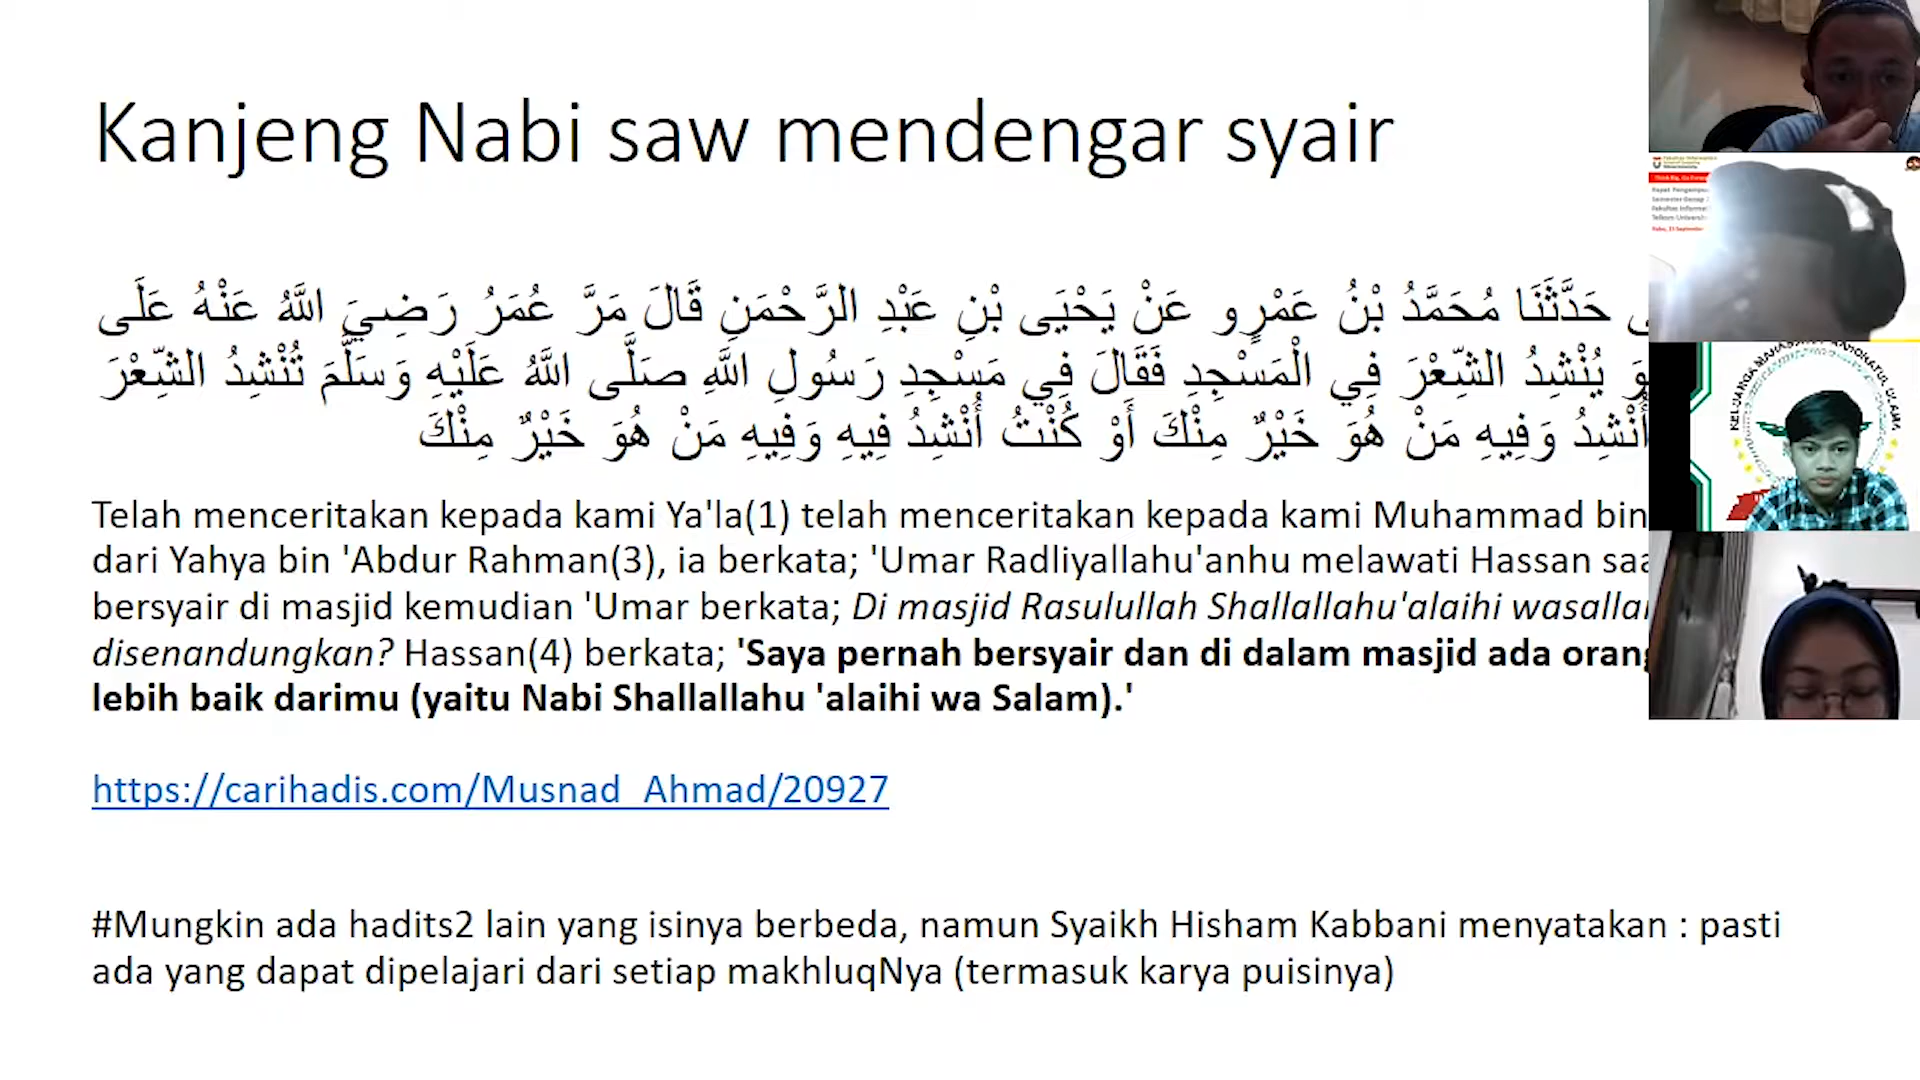 Kanjeng Nabi saw mendengar syair
حَدَّثَنَا مُحَمَّدُ بْنُ عَمْرٍو عَنْ يَحْيَى بْنِ عَبْدِ الرَّحْمَنِ قَالَ مَرَّ عُمَرُ رَضِيَ اللَّهُ عَنْهُ عَلَى
يُنْشِدُ الشِّعْرَ فِي الْمَسْجِدِ فَقَالَ فِي مَسْجِدِ رَسُولِ اللَّهِ صَلَّى اللَّهُ عَلَيْهِ وَسَلَّمَ تُنْشِدُ الشِّعْرَ
أُنْشِدُ وَفِيهِ مَنْ هُوَ خَيْرٌ مِنْكَ أَوْ كُنْتُ أُنْشِدُ فِيهِ وَفِيهِ مَنْ هُوَ خَيْرٌ مِنْكَ
Telah menceritakan kepada kami Ya'la(1) telah menceritakan kepada kami Muhammad bin
dari Yahya bin 'Abdur Rahman(3), ia berkata; 'Umar Radliyallahu'anhu melawati Hassan
bersyair di masjid kemudian 'Umar berkata; Di masjid Rasulullah Shallallahu'alaihi
disenandungkan? Hassan(4) berkata; 'Saya pernah bersyair dan di dalam masjid ada
lebih baik darimu (yaitu Nabi Shallallahu 'alaihi wa Salam).'
https://carihadis.com/Musnad_Ahmad/20927
#Mungkin ada hadits2 lain yang isinya berbeda, namun Syaikh Hisham Kabbani menyatakan : pasti
ada yang dapat dipelajari dari setiap makhluqNya (termasuk karya puisinya)